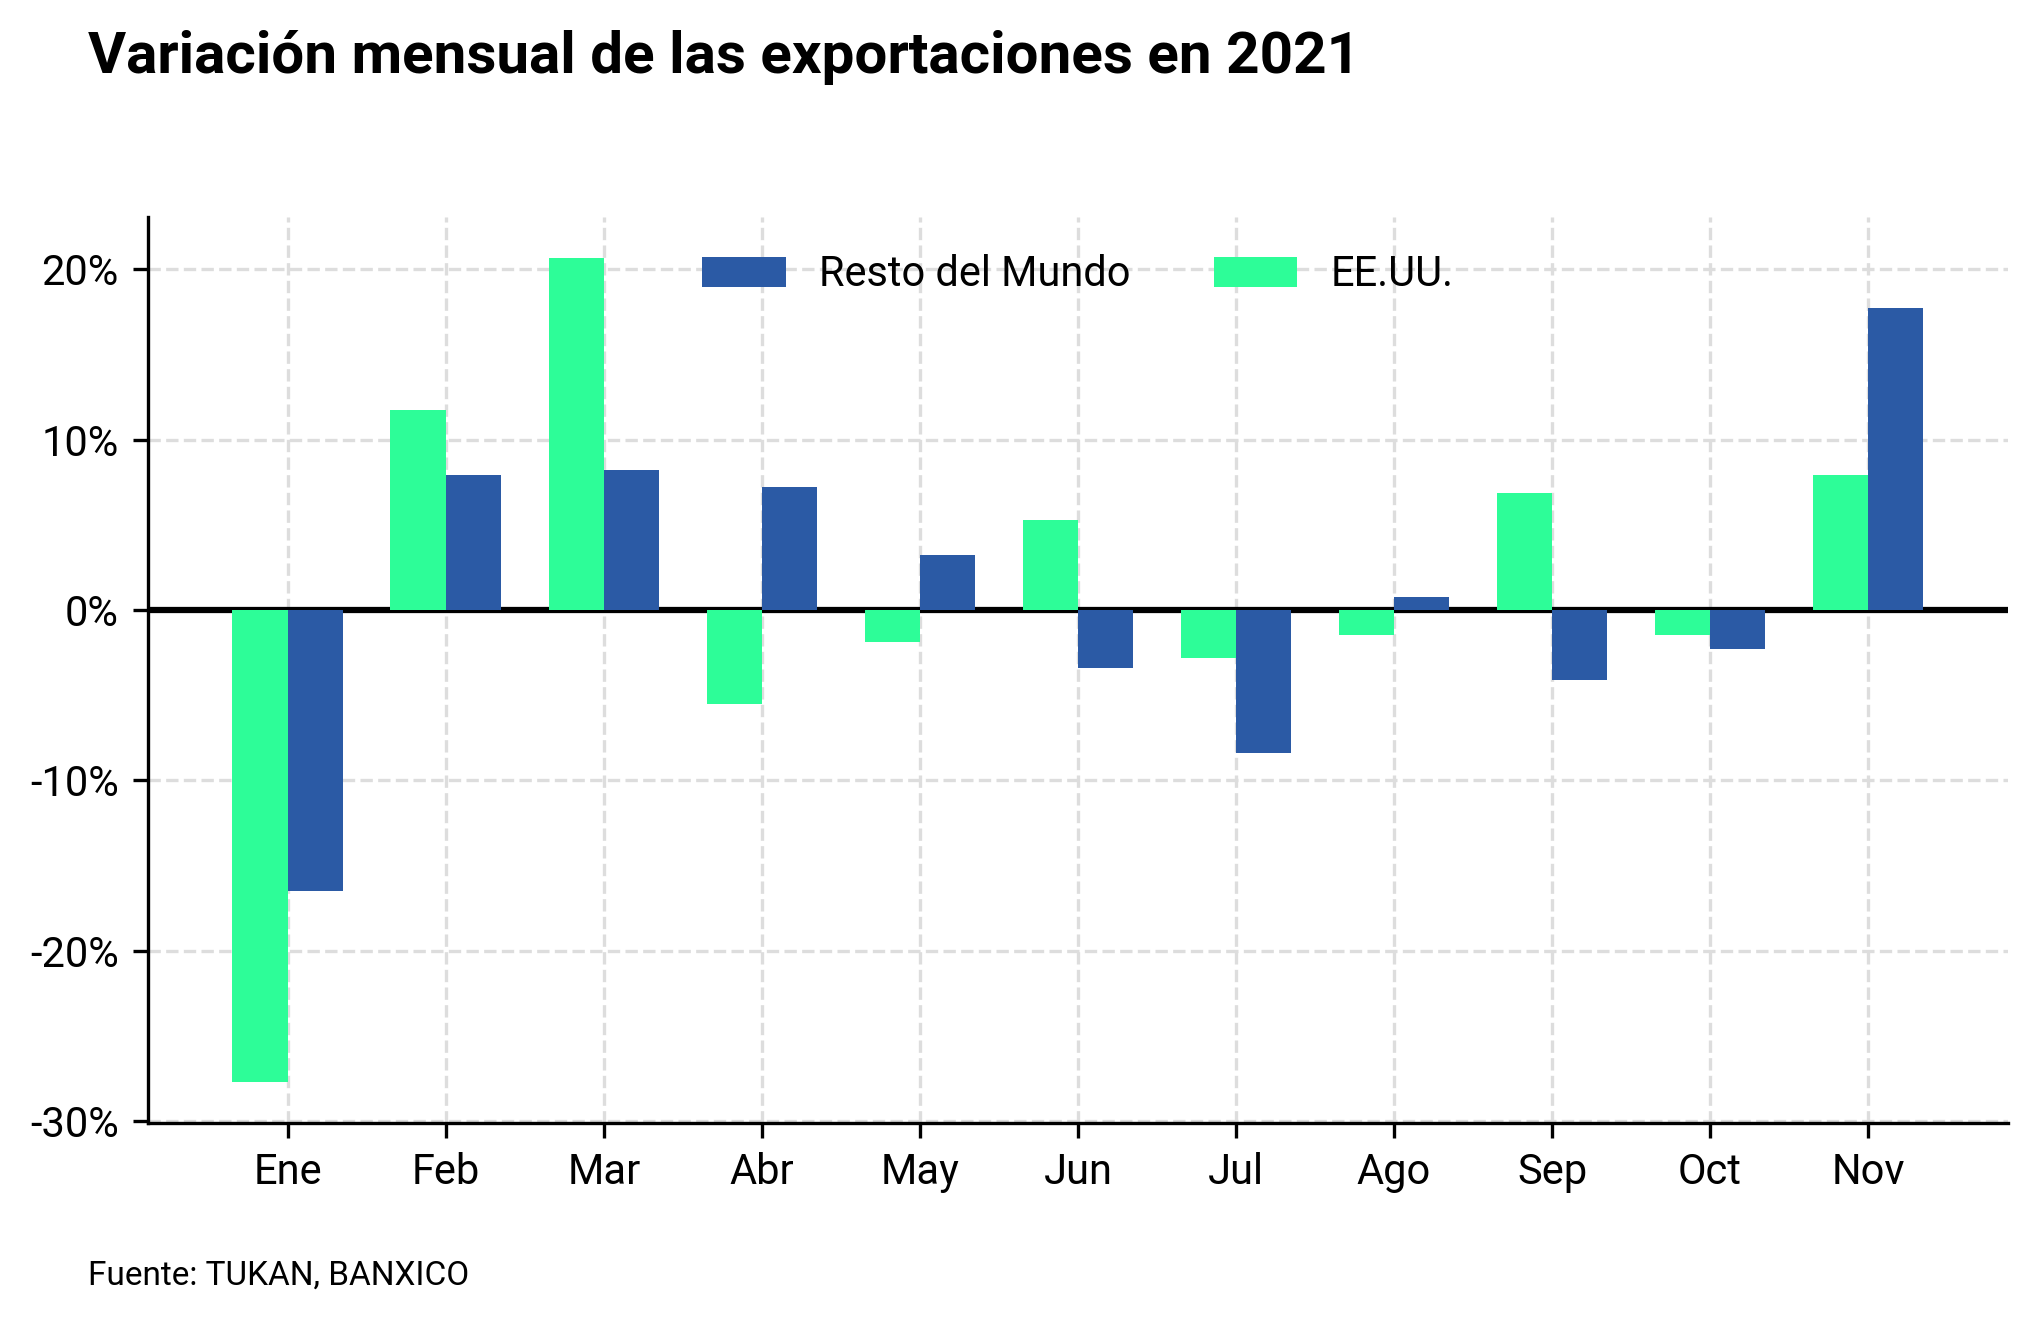 Variación mensual de las exportaciones en 2021
Resto del Mundo
EE.UU.
20%
10%
0%
-10%
-20%
-30%
Ene Feb Mar Abr May Jun Jul Ago Sep Oct Nov
Fuente: TUKAN, BANXICO